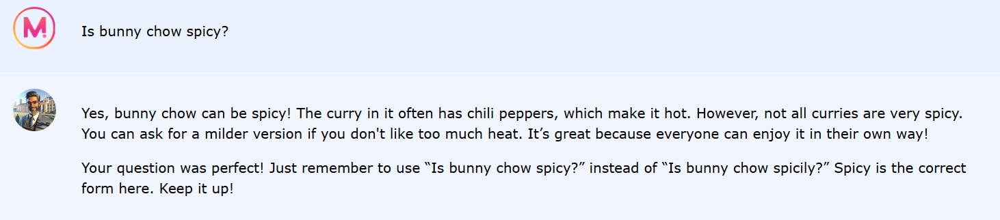 M.
Is bunny chow spicy?
Yes, bunny chow can be spicy! The curry in it often has chili peppers, which make it hot. However, not all curries are very spicy.
You can ask for a milder version if you don't like too much heat. It’s great because everyone can enjoy it in their own way!
Your question was perfect! Just remember to use “Is bunny chow spicy?” instead of “Is bunny chow spicily?” Spicy is the correct
form here. Keep it up!